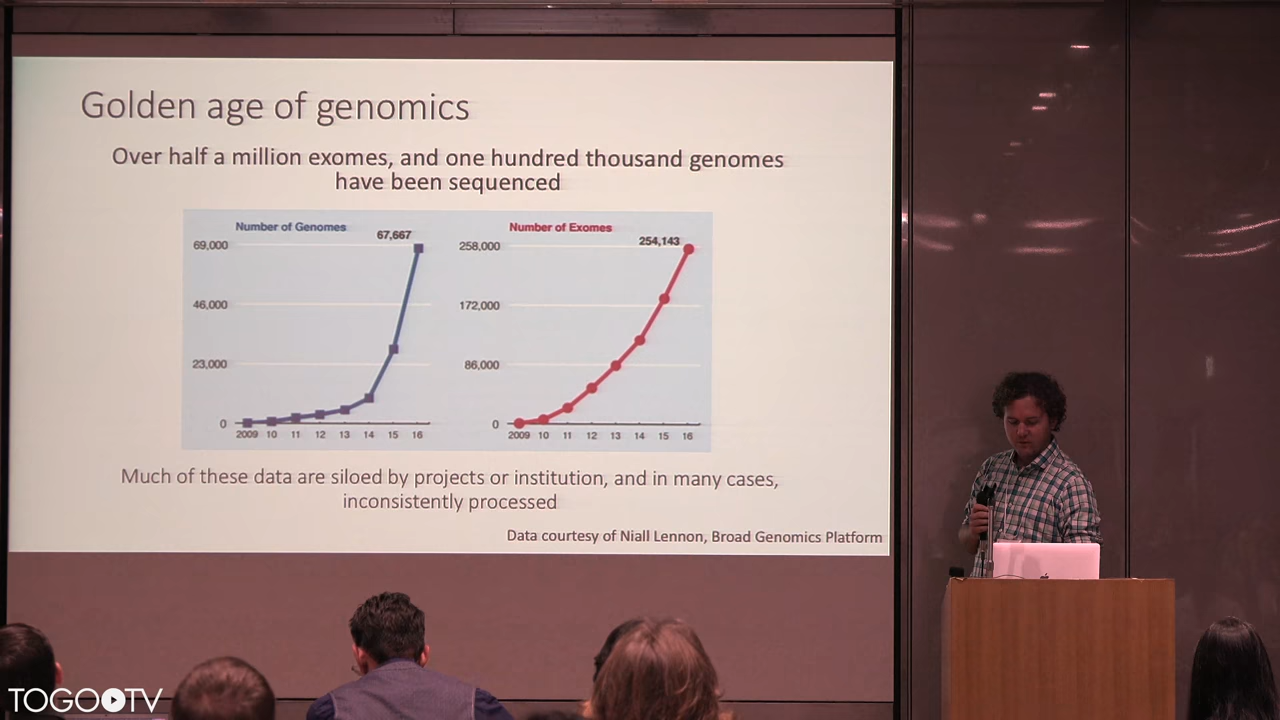 Golden age of genomics
Over half a million exomes, and one hundred thousand genomes
have been sequenced
Number of Genomes
67,667
69,000
46,000
23,000
0
2009 10 11 12 13 14 15 16
Number of Exomes
254,143
258,000
172,000
86,000
0
2009 10 11 12 13 14 15 16
Much of these data are siloed by projects or institution, and in many cases,
inconsistently processed
Data courtesy of Niall Lennon, Broad Genomics Platform
TOGO TV